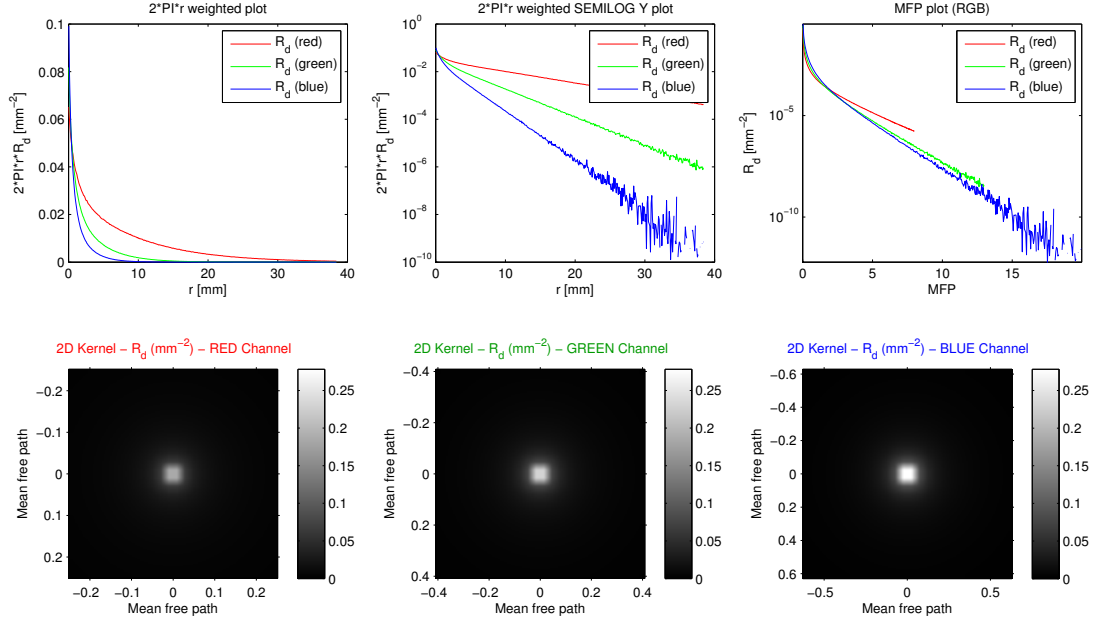 2*PI*r weighted plot
2*PI*r*R_d [mm^−2]
0.1
0.08
0.06
0.04
0.02
0
0 10 20 30 40
r [mm]
R_d (red)
R_d (green)
R_d (blue)
2*PI*r weighted SEMILOG Y plot
2*PI*r*R_d [mm^−2]
10^0
10^−2
10^−4
10^−6
10^−8
10^−10
0 10 20 30 40
r [mm]
R_d (red)
R_d (green)
R_d (blue)
MFP plot (RGB)
R_d [mm^−2]
10^−5
10^−10
0 5 10 15
MFP
R_d (red)
R_d (green)
R_d (blue)
2D Kernel − R_d (mm^−2) − RED Channel
Mean free path
−0.2
−0.1
0
0.1
0.2
−0.2 −0.1 0 0.1 0.2
Mean free path
0.25
0.2
0.15
0.1
0.05
0
2D Kernel − R_d (mm^−2) − GREEN Channel
Mean free path
−0.4
−0.2
0
0.2
0.4
−0.4 −0.2 0 0.2 0.4
Mean free path
0.25
0.2
0.15
0.1
0.05
0
2D Kernel − R_d (mm^−2) − BLUE Channel
Mean free path
−0.6
−0.4
−0.2
0
0.2
0.4
0.6
−0.5 0 0.5
Mean free path
0.25
0.2
0.15
0.1
0.05
0